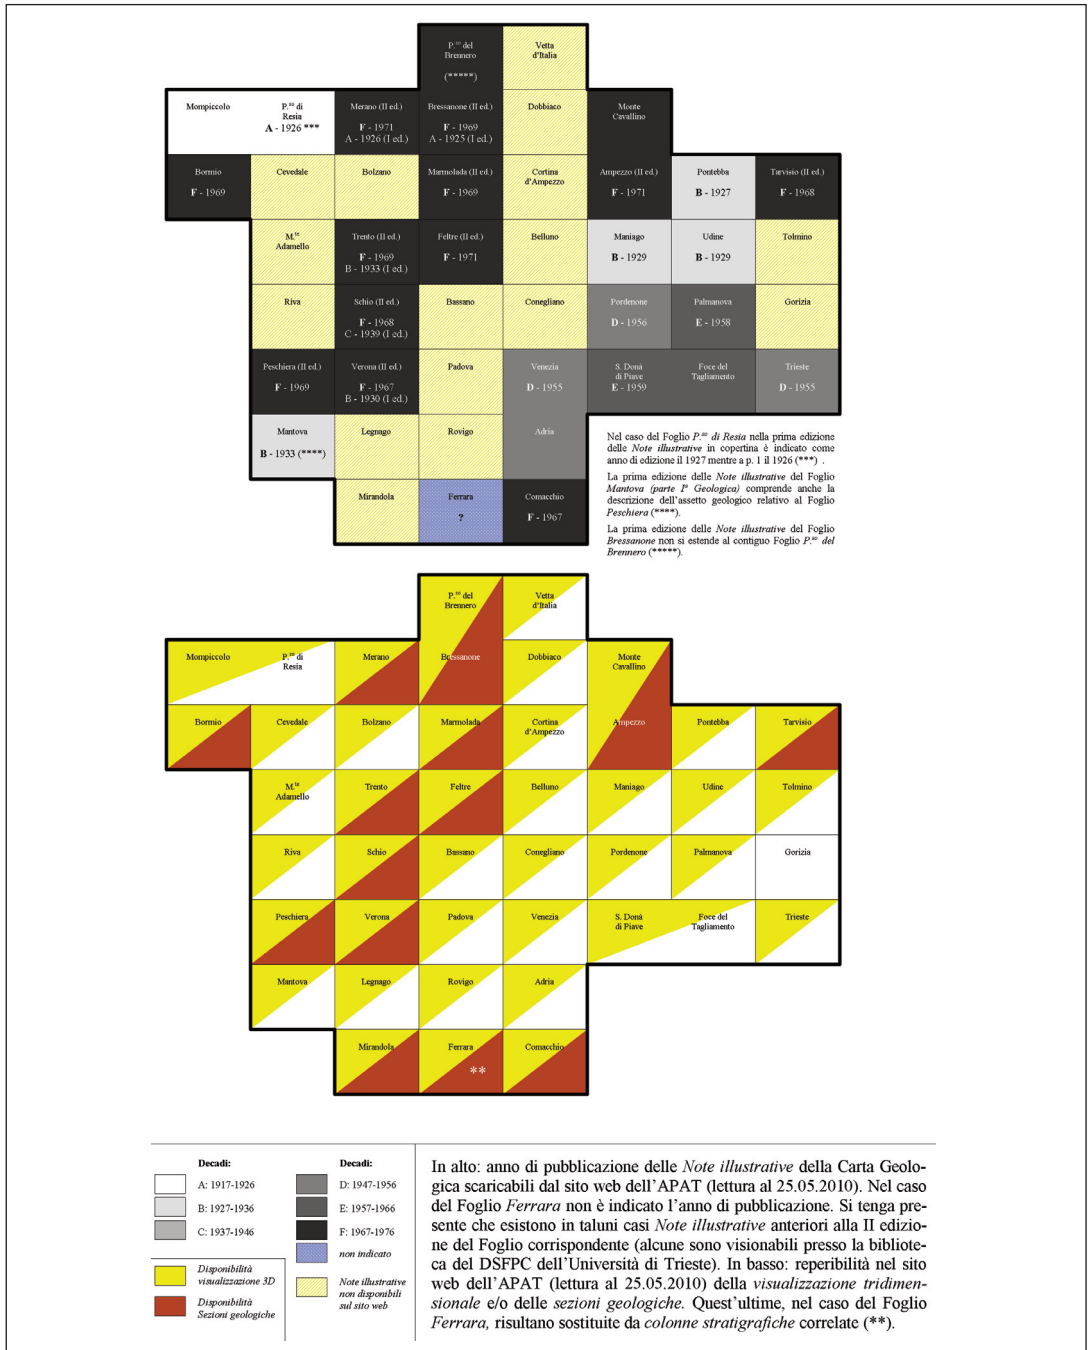 P.so del
Brennero
(*****)
Vetta
d'Italia
Mompiccolo
P.so di
Resia
A - 1926 ***
Merano (II ed.)
F - 1971
A - 1926 (I ed.)
Bressanone (II ed.)
F - 1969
A - 1925 (I ed.)
Dobbiaco
Monte
Cavallino
Bormio
F - 1969
Cevedale
Bolzano
Marmolada (II ed.)
F - 1969
Cortina
d'Ampezzo
Ampezzo (II ed.)
F - 1971
Pontebba
B - 1927
Tarvisio (II ed.)
F - 1968
M.te
Adamello
Trento (II ed.)
F - 1969
B - 1933 (I ed.)
Feltre (II ed.)
F - 1971
Belluno
Maniago
B - 1929
Udine
B - 1929
Tolmino
Riva
Schio (II ed.)
F - 1968
C - 1939 (I ed.)
Bassano
Conegliano
Pordenone
D - 1956
Palmanova
E - 1958
Gorizia
Peschiera (II ed.)
F - 1969
Verona (II ed.)
F - 1967
B - 1930 (I ed.)
Padova
Venezia
D - 1955
S. Donà
di Piave
E - 1959
Foce del
Tagliamento
Trieste
D - 1955
Mantova
B - 1933 (****)
Legnago
Rovigo
Adria
Mirandola
Ferrara
?
Comacchio
F - 1967
Nel caso del Foglio P.so di Resia nella prima edizione
delle Note illustrative in copertina è indicato come
anno di edizione il 1927 mentre a p. 1 il 1926 (***) .
La prima edizione delle Note illustrative del Foglio
Mantova (parte Iª Geologica) comprende anche la
descrizione dell'assetto geologico relativo al Foglio
Peschiera (****).
La prima edizione delle Note illustrative del Foglio
Bressanone non si estende al contiguo Foglio P.so del
Brennero (*****).
P.so del
Brennero
Vetta
d'Italia
Mompiccolo
P.so di
Resia
Merano
Bressanone
Dobbiaco
Monte
Cavallino
Bormio
Cevedale
Bolzano
Marmolada
Cortina
d'Ampezzo
Ampezzo
Pontebba
Tarvisio
M.te
Adamello
Trento
Feltre
Belluno
Maniago
Udine
Tolmino
Riva
Schio
Bassano
Conegliano
Pordenone
Palmanova
Gorizia
Peschiera
Verona
Padova
Venezia
S. Donà
di Piave
Foce del
Tagliamento
Trieste
Mantova
Legnago
Rovigo
Adria
Mirandola
Ferrara
**
Comacchio
Decadi:
A: 1917-1926
B: 1927-1936
C: 1937-1946
Disponibilità
visualizzazione 3D
Disponibilità
Sezioni geologiche
Decadi:
D: 1947-1956
E: 1957-1966
F: 1967-1976
non indicato
Note illustrative
non disponibili
sul sito web
In alto: anno di pubblicazione delle Note illustrative della Carta Geolo-
gica scaricabili dal sito web dell'APAT (lettura al 25.05.2010). Nel caso
del Foglio Ferrara non è indicato l'anno di pubblicazione. Si tenga pre-
sente che esistono in taluni casi Note illustrative anteriori alla II edizio-
ne del Foglio corrispondente (alcune sono visionabili presso la bibliote-
ca del DSFPC dell'Università di Trieste). In basso: reperibilità nel sito
web dell'APAT (lettura al 25.05.2010) della visualizzazione tridimen-
sionale e/o delle sezioni geologiche. Quest'ultime, nel caso del Foglio
Ferrara, risultano sostituite da colonne stratigrafiche correlate (**).